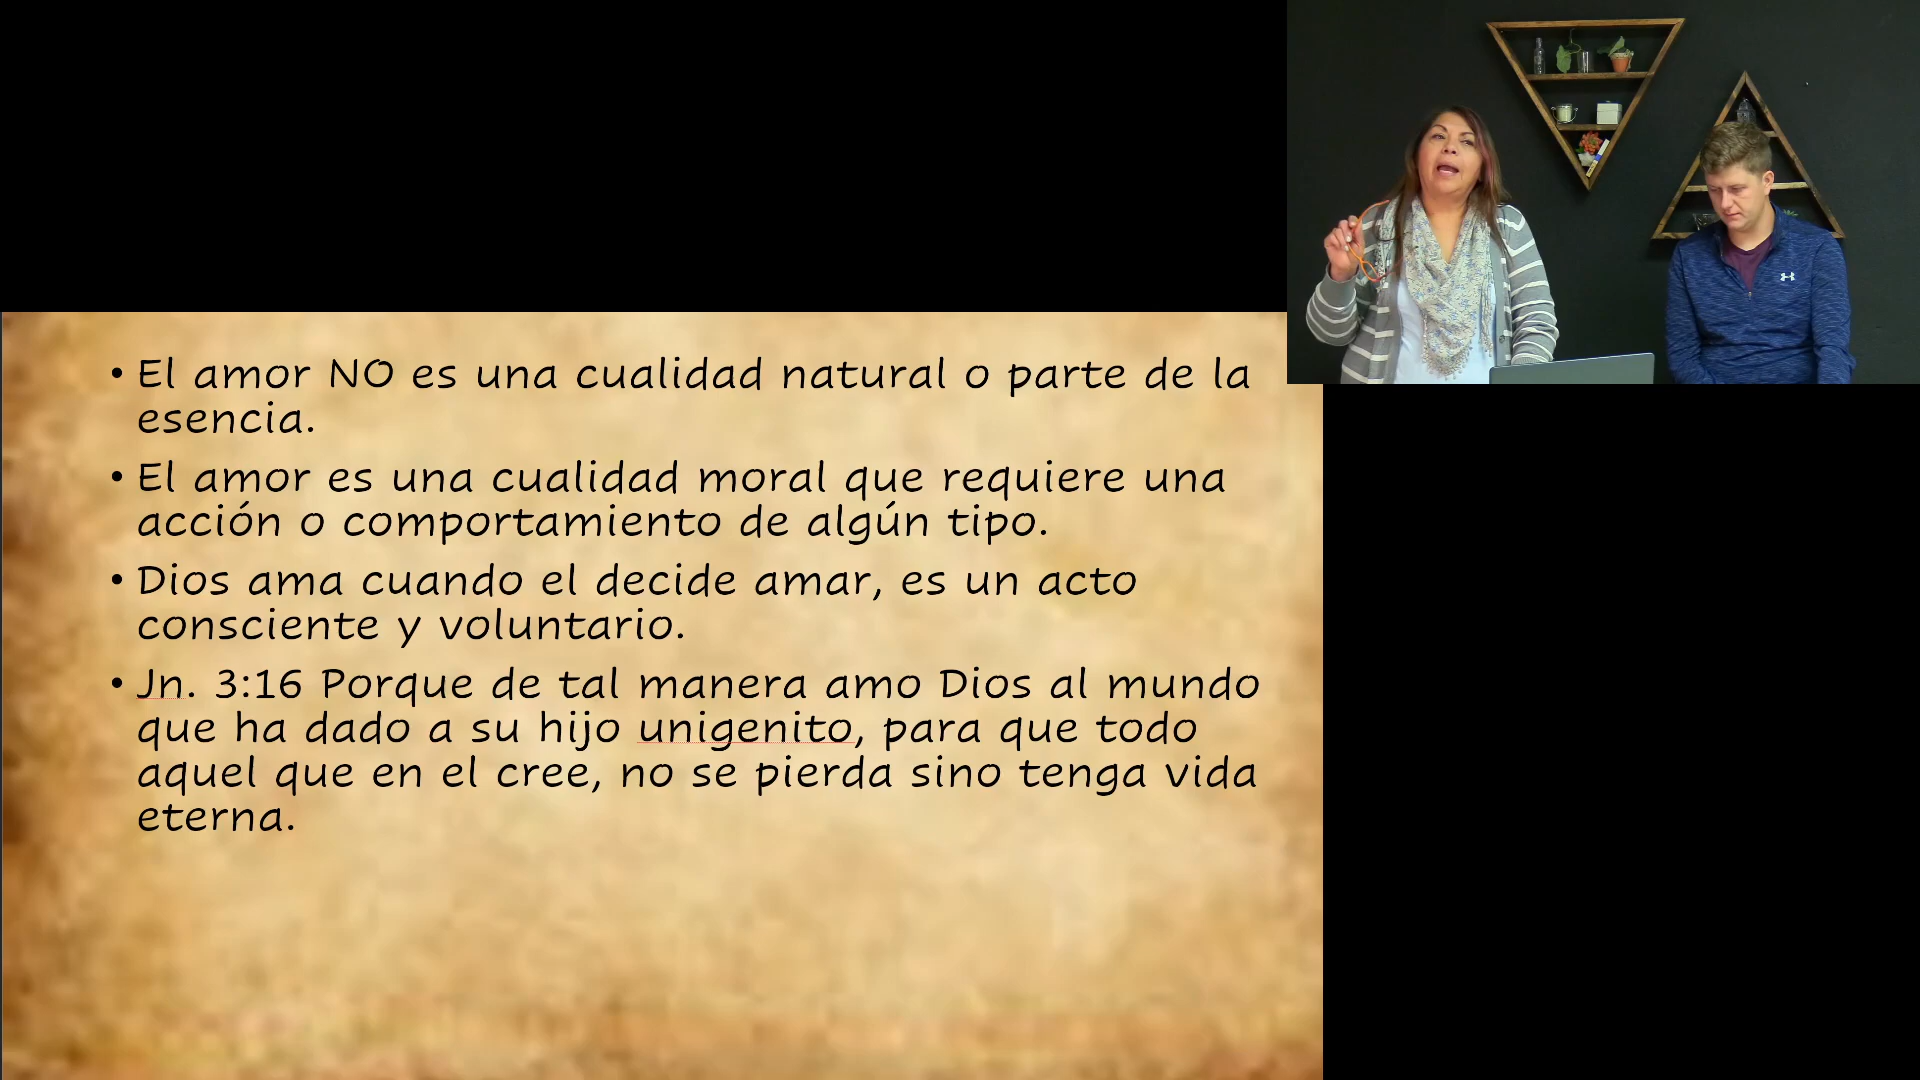 • El amor NO es una cualidad natural o parte de la
esencia.
• El amor es una cualidad moral que requiere una
acción o comportamiento de algún tipo.
• Dios ama cuando el decide amar, es un acto
consciente y voluntario.
• Jn. 3:16 Porque de tal manera amo Dios al mundo
que ha dado a su hijo unigenito, para que todo
aquel que en el cree, no se pierda sino tenga vida
eterna.